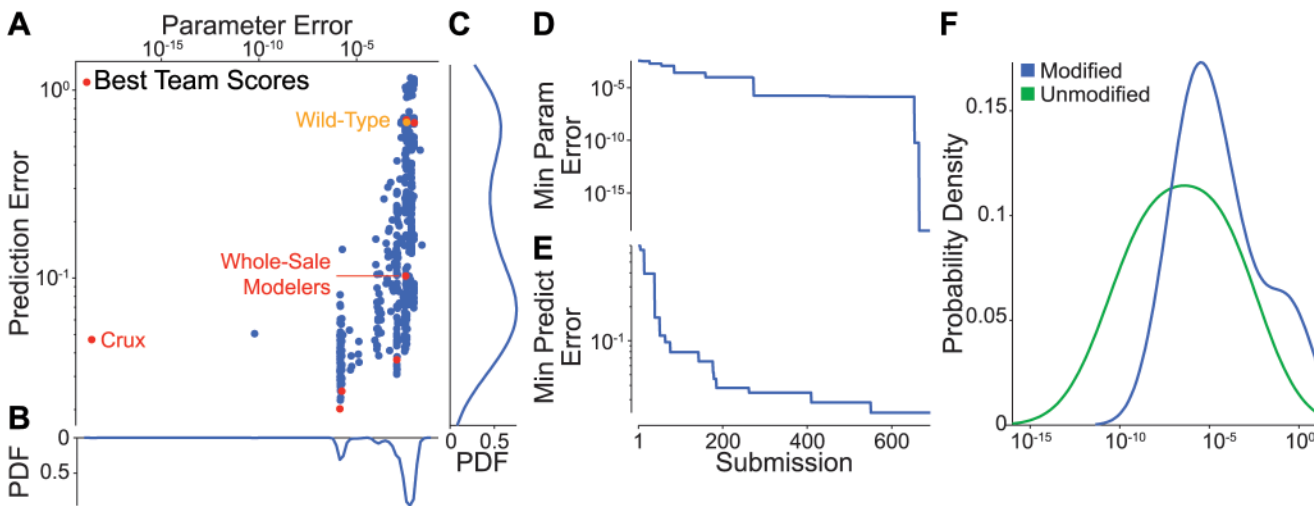 A
Parameter Error
10-15
10-10
10-5
Best Team Scores
100
Wild-Type
Prediction Error
Whole-Sale
Modelers
10-1
Crux
B
0
PDF
0.5
C
0
0.5
PDF
D
Min Param
Error
10-5
10-10
10-15
E
Min Predict
Error
10-1
1
200
400
600
Submission
F
Modified
Unmodified
Probability Density
0.15
0.1
0.05
0
10-15
10-10
10-5
100